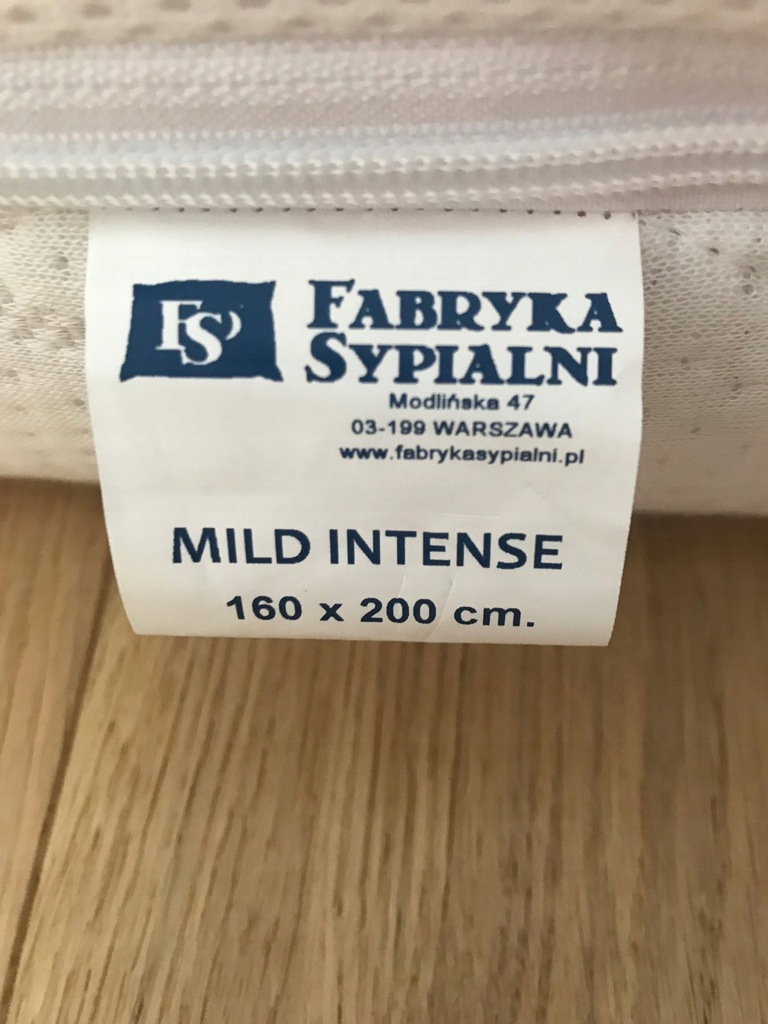 FS
FABRYKA
SYPIALNI
Modlińska 47
03-199 WARSZAWA
www.fabrykasypialni.pl
MILD INTENSE
160 x 200 cm.